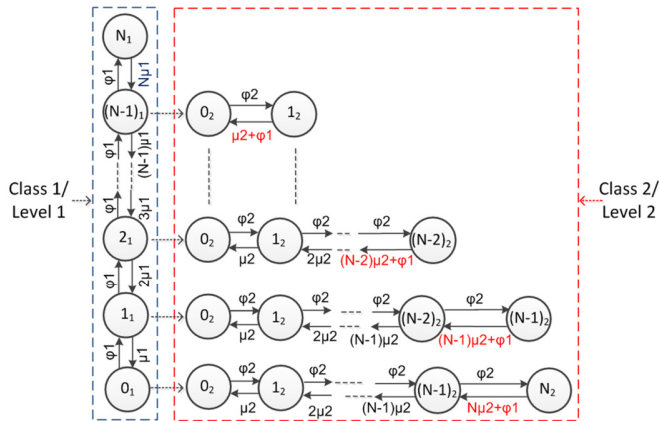 N₁
φ1 Nμ1
(N-1)₁ 0₂ φ2 1₂
μ2+φ1
φ1 (N-1)μ1
Class 1/
Level 1
Class 2/
Level 2
φ1 3μ1
2₁ 0₂ φ2 1₂ φ2 φ2 (N-2)₂
μ2 2μ2 (N-2)μ2+φ1
φ1 2μ1
1₁ 0₂ φ2 1₂ φ2 φ2 (N-2)₂ φ2 (N-1)₂
μ2 2μ2 (N-1)μ2 (N-1)μ2+φ1
φ1 μ1
0₁ 0₂ φ2 1₂ φ2 φ2 (N-1)₂ φ2 N₂
μ2 2μ2 (N-1)μ2 Nμ2+φ1